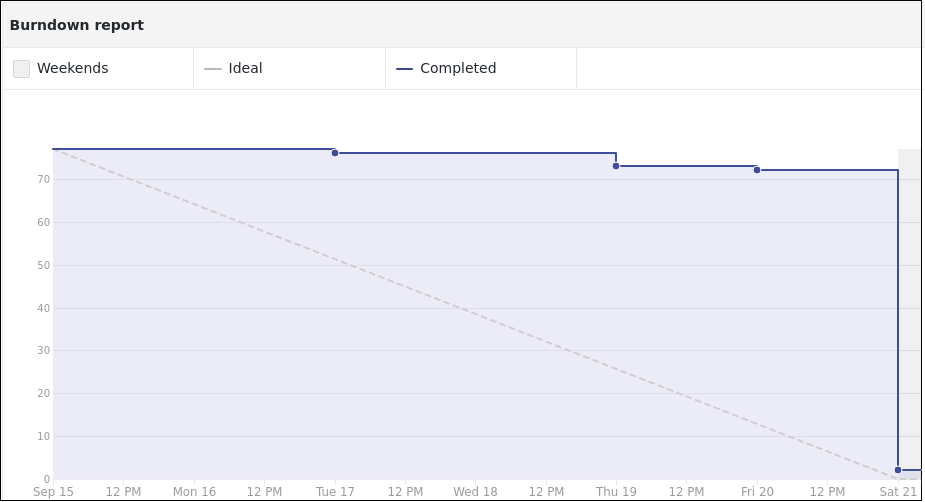 Burndown report
Weekends
Ideal
Completed
70
60
50
40
30
20
10
0
Sep 15 12 PM Mon 16 12 PM Tue 17 12 PM Wed 18 12 PM Thu 19 12 PM Fri 20 12 PM Sat 21